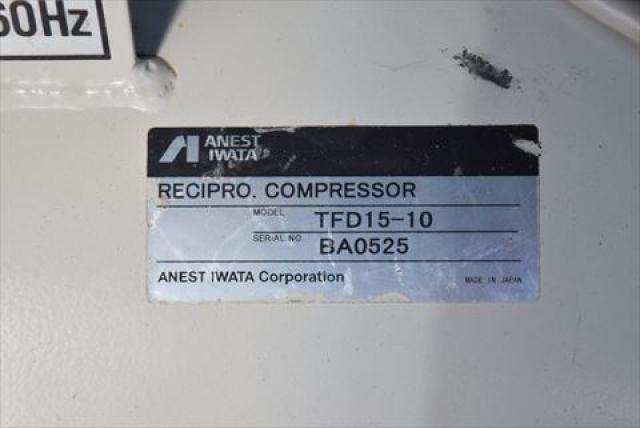 60Hz
ANEST
IWATA
RECIPRO. COMPRESSOR
MODEL TFD15-10
SERIAL NO. BA0525
ANEST IWATA Corporation MADE IN JAPAN